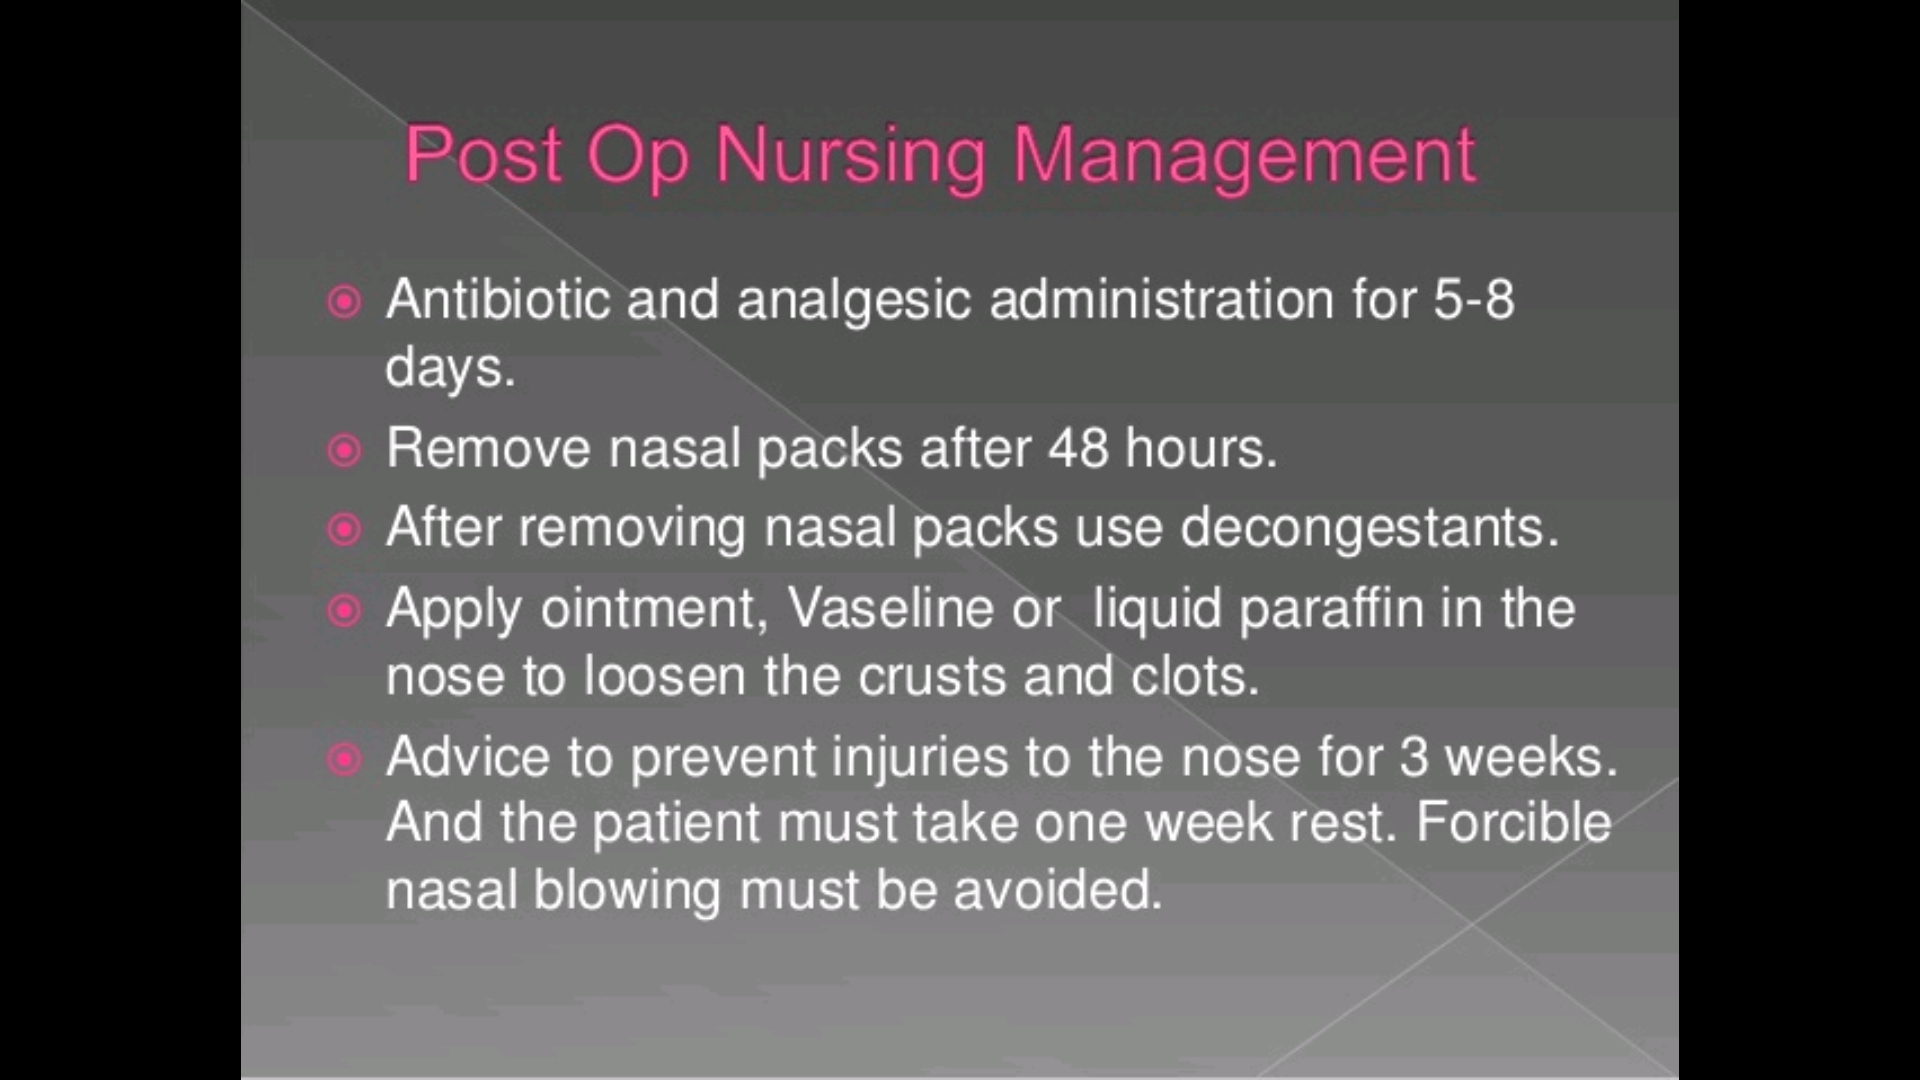 Post Op Nursing Management
Antibiotic and analgesic administration for 5-8
days.
Remove nasal packs after 48 hours.
After removing nasal packs use decongestants.
Apply ointment, Vaseline or  liquid paraffin in the
nose to loosen the crusts and clots.
Advice to prevent injuries to the nose for 3 weeks.
And the patient must take one week rest. Forcible
nasal blowing must be avoided.